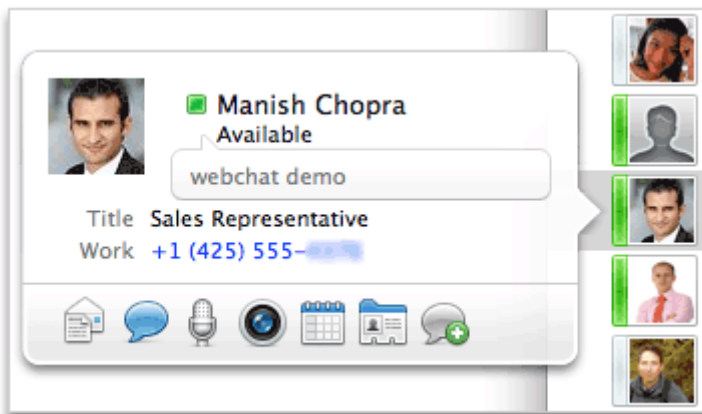 Manish Chopra
Available
webchat demo
Title Sales Representative
Work +1 (425) 555-